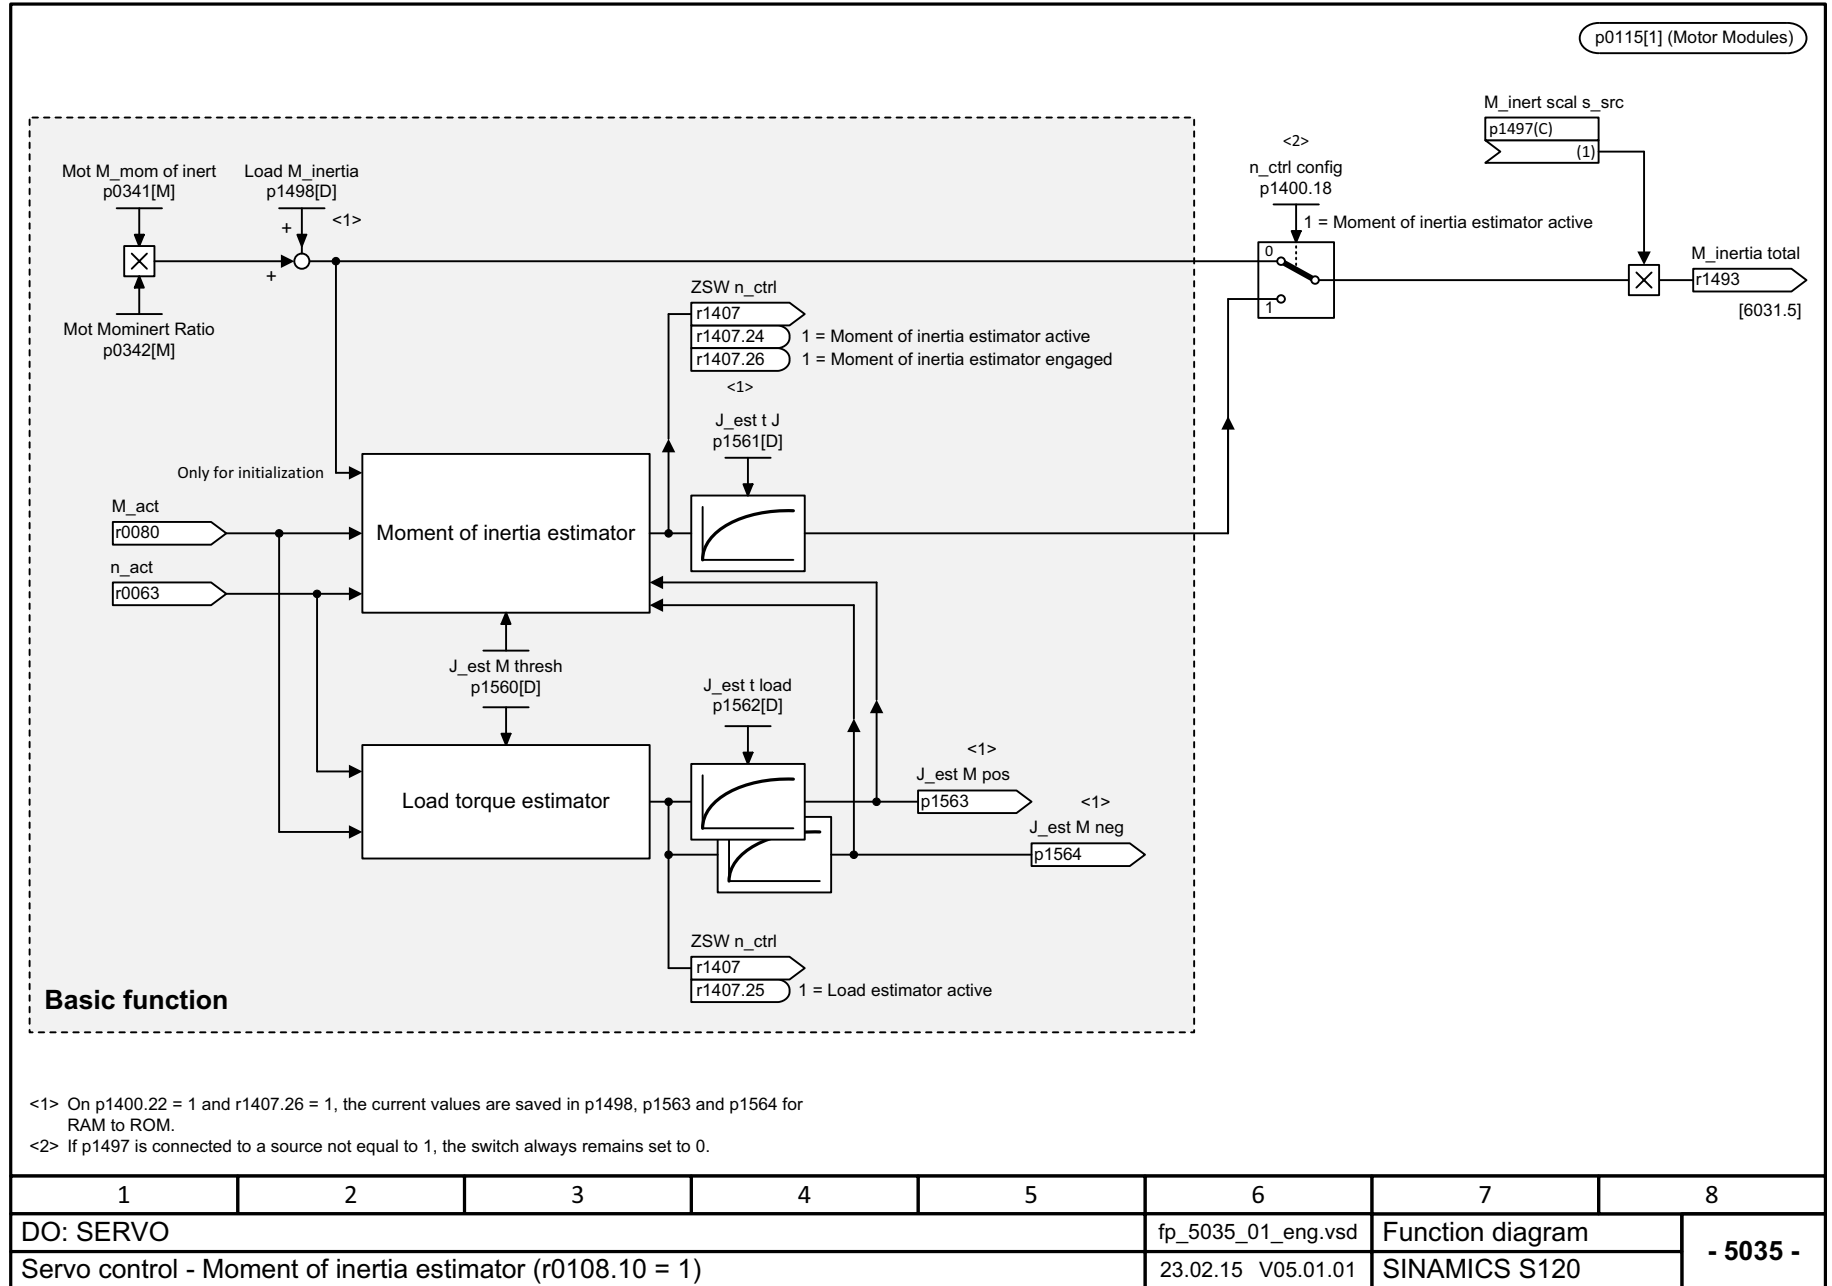 p0115[1] (Motor Modules)
M_inert scal s_src
p1497(C)
(1)
<2>
n_ctrl config
p1400.18
1 = Moment of inertia estimator active
0
1
M_inertia total
r1493
[6031.5]
Mot M_mom of inert
p0341[M]
Load M_inertia
p1498[D]
<1>
+
+
Mot Mominert Ratio
p0342[M]
ZSW n_ctrl
r1407
r1407.24 1 = Moment of inertia estimator active
r1407.26 1 = Moment of inertia estimator engaged
<1>
J_est t J
p1561[D]
Only for initialization
M_act
r0080
Moment of inertia estimator
n_act
r0063
J_est M thresh
p1560[D]
J_est t load
p1562[D]
Load torque estimator
<1>
J_est M pos
p1563
<1>
J_est M neg
p1564
ZSW n_ctrl
r1407
r1407.25 1 = Load estimator active
Basic function
<1> On p1400.22 = 1 and r1407.26 = 1, the current values are saved in p1498, p1563 and p1564 for
RAM to ROM.
<2> If p1497 is connected to a source not equal to 1, the switch always remains set to 0.
1 2 3 4 5 6 7 8
DO: SERVO fp_5035_01_eng.vsd Function diagram
- 5035 -
Servo control - Moment of inertia estimator (r0108.10 = 1) 23.02.15 V05.01.01 SINAMICS S120